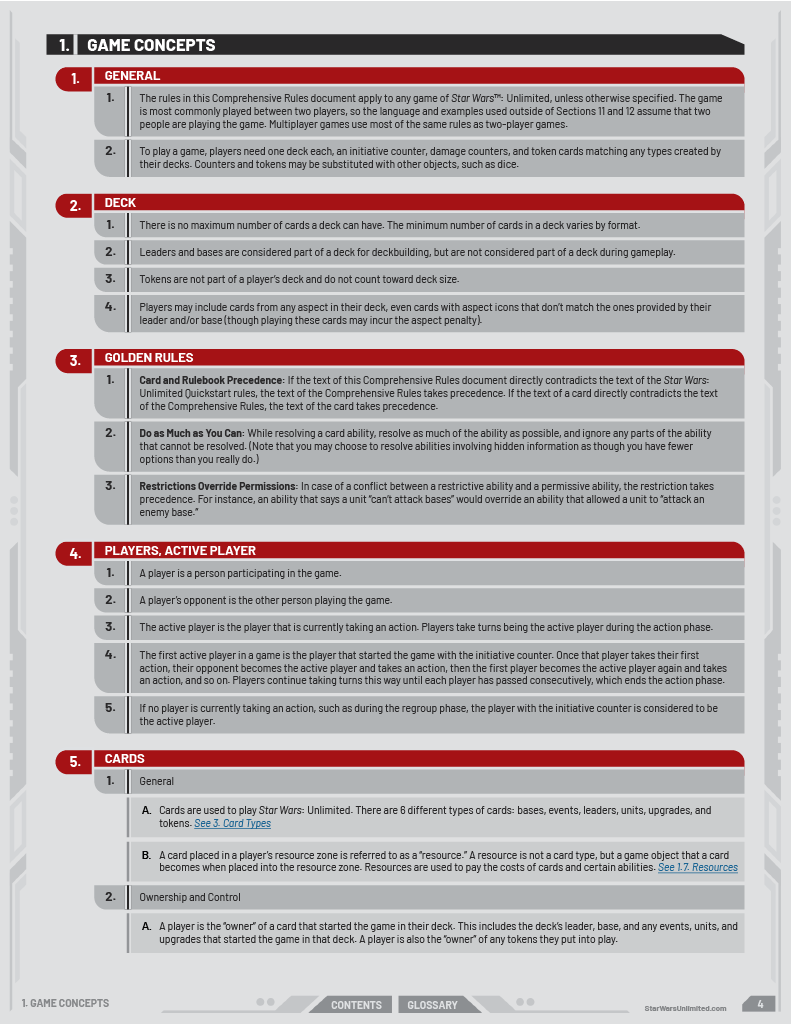 1. GAME CONCEPTS
1. GENERAL
1. The rules in this Comprehensive Rules document apply to any game of Star Wars™: Unlimited, unless otherwise specified. The game
is most commonly played between two players, so the language and examples used outside of Sections 11 and 12 assume that two
people are playing the game. Multiplayer games use most of the same rules as two-player games.
2. To play a game, players need one deck each, an initiative counter, damage counters, and token cards matching any types created by
their decks. Counters and tokens may be substituted with other objects, such as dice.
2. DECK
1. There is no maximum number of cards a deck can have. The minimum number of cards in a deck varies by format.
2. Leaders and bases are considered part of a deck for deckbuilding, but are not considered part of a deck during gameplay.
3. Tokens are not part of a player's deck and do not count toward deck size.
4. Players may include cards from any aspect in their deck, even cards with aspect icons that don't match the ones provided by their
leader and/or base (though playing these cards may incur the aspect penalty).
3. GOLDEN RULES
1. Card and Rulebook Precedence: If the text of this Comprehensive Rules document directly contradicts the text of the Star Wars:
Unlimited Quickstart rules, the text of the Comprehensive Rules takes precedence. If the text of a card directly contradicts the text
of the Comprehensive Rules, the text of the card takes precedence.
2. Do as Much as You Can: While resolving a card ability, resolve as much of the ability as possible, and ignore any parts of the ability
that cannot be resolved. (Note that you may choose to resolve abilities involving hidden information as though you have fewer
options than you really do.)
3. Restrictions Override Permissions: In case of a conflict between a restrictive ability and a permissive ability, the restriction takes
precedence. For instance, an ability that says a unit "can't attack bases" would override an ability that allowed a unit to "attack an
enemy base."
4. PLAYERS, ACTIVE PLAYER
1. A player is a person participating in the game.
2. A player's opponent is the other person playing the game.
3. The active player is the player that is currently taking an action. Players take turns being the active player during the action phase.
4. The first active player in a game is the player that started the game with the initiative counter. Once that player takes their first
action, their opponent becomes the active player and takes an action, then the first player becomes the active player again and takes
an action, and so on. Players continue taking turns this way until each player has passed consecutively, which ends the action phase.
5. If no player is currently taking an action, such as during the regroup phase, the player with the initiative counter is considered to be
the active player.
5. CARDS
1. General
A. Cards are used to play Star Wars: Unlimited. There are 6 different types of cards: bases, events, leaders, units, upgrades, and
tokens. See 3. Card Types
B. A card placed in a player's resource zone is referred to as a "resource." A resource is not a card type, but a game object that a card
becomes when placed into the resource zone. Resources are used to pay the costs of cards and certain abilities. See 1.7. Resources
2. Ownership and Control
A. A player is the "owner" of a card that started the game in their deck. This includes the deck's leader, base, and any events, units, and
upgrades that started the game in that deck. A player is also the "owner" of any tokens they put into play.
1. GAME CONCEPTS CONTENTS GLOSSARY StarWarsUnlimited.com 4